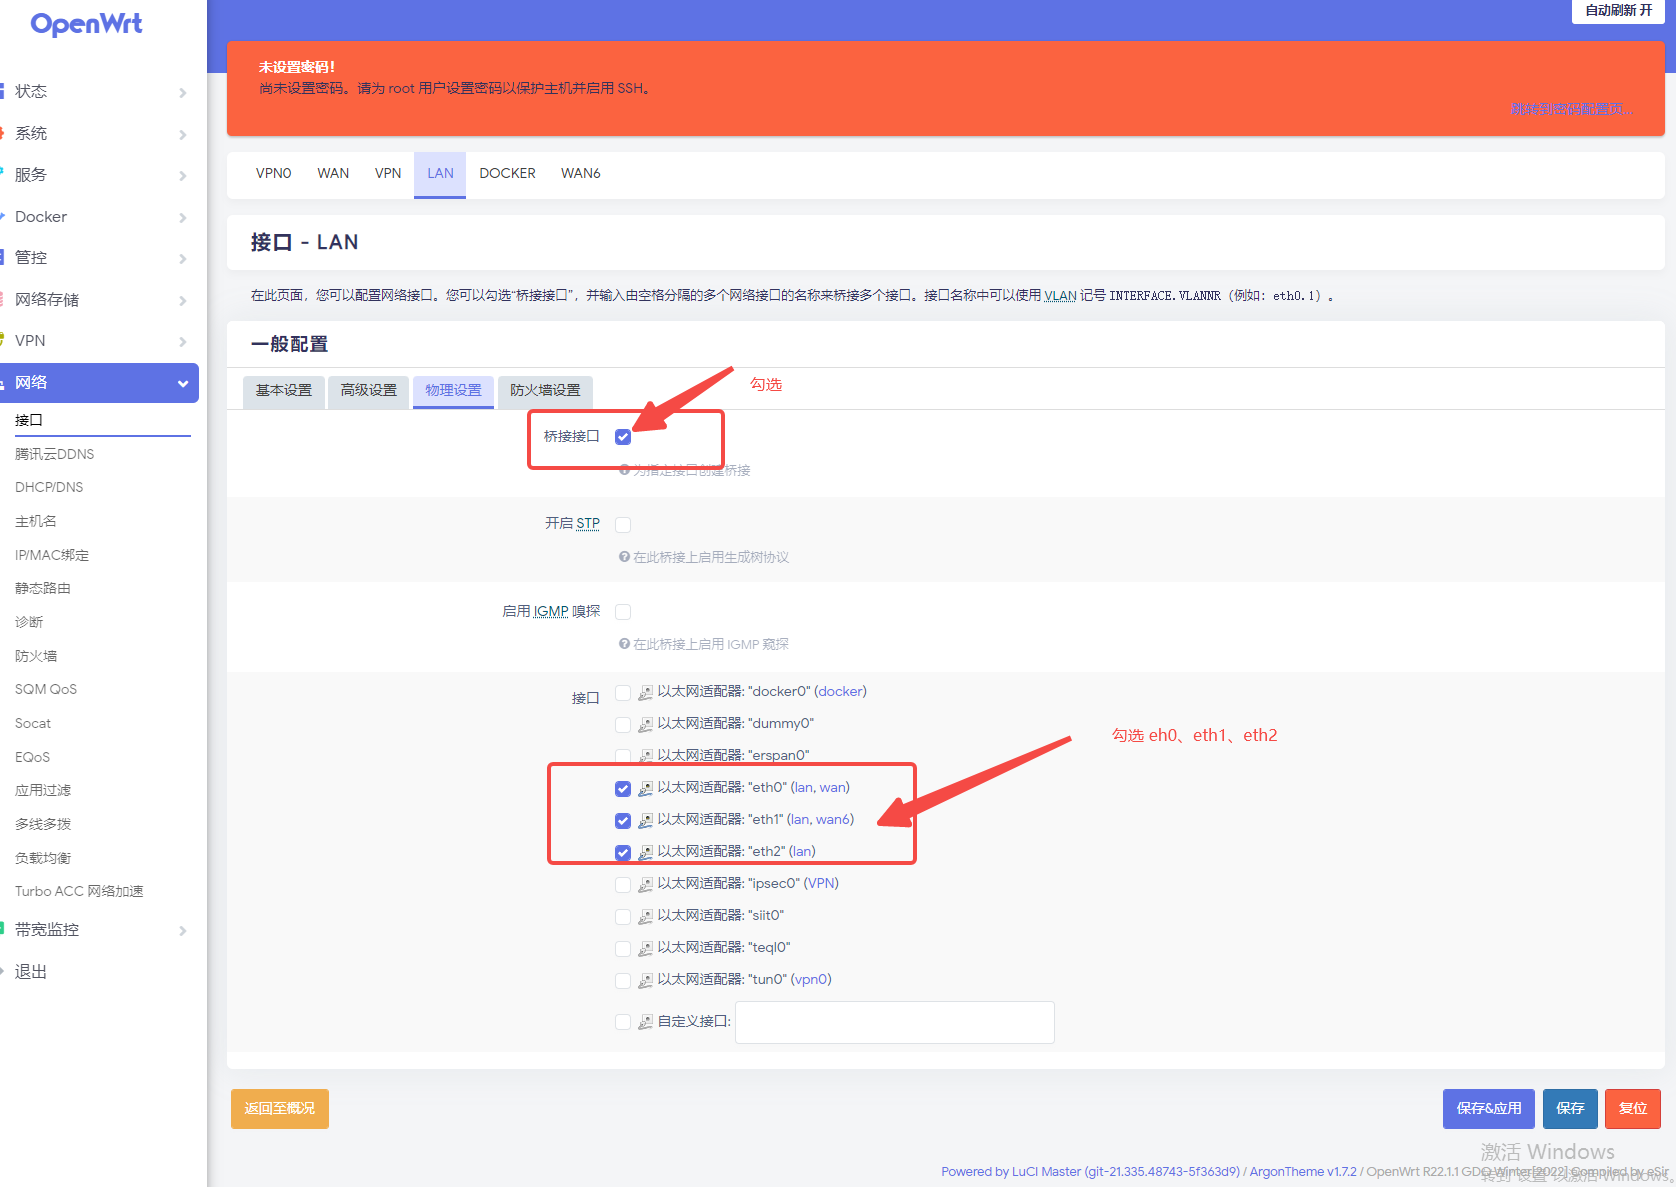 OpenWrt
自动刷新 开
未设置密码!
尚未设置密码。请为 root 用户设置密码以保护主机并启用 SSH。
跳转到密码配置页...
状态
系统
服务
Docker
管控
网络存储
VPN
网络
接口
腾讯云DDNS
DHCP/DNS
主机名
IP/MAC绑定
静态路由
诊断
防火墙
SQM QoS
Socat
EQoS
应用过滤
多线多拨
负载均衡
Turbo ACC 网络加速
带宽监控
退出
VPN0 WAN VPN LAN DOCKER WAN6
接口 - LAN
在此页面，您可以配置网络接口。您可以勾选“桥接接口”，并输入由空格分隔的多个网络接口的名称来桥接多个接口。接口名称中可以使用 VLAN 记号 INTERFACE.VLANNR（例如：eth0.1）。
一般配置
基本设置 高级设置 物理设置 防火墙设置
勾选
桥接接口
为指定接口创建桥接
开启 STP
在此桥接上启用生成树协议
启用 IGMP 嗅探
在此桥接上启用 IGMP 窥探
接口
以太网适配器: "docker0" (docker)
以太网适配器: "dummy0"
以太网适配器: "erspan0"
以太网适配器: "eth0" (lan, wan)
以太网适配器: "eth1" (lan, wan6)
以太网适配器: "eth2" (lan)
以太网适配器: "ipsec0" (VPN)
以太网适配器: "siit0"
以太网适配器: "teql0"
以太网适配器: "tun0" (vpn0)
自定义接口:
勾选 eh0、eth1、eth2
返回至概况 保存&应用 保存 复位
激活 Windows
转到"设置"以激活 Windows。
Powered by LuCI Master (git-21.335.48743-5f363d9) / ArgonTheme v1.7.2 / OpenWrt R22.1.1 GDQ Winter[2022] Compiled by eSir